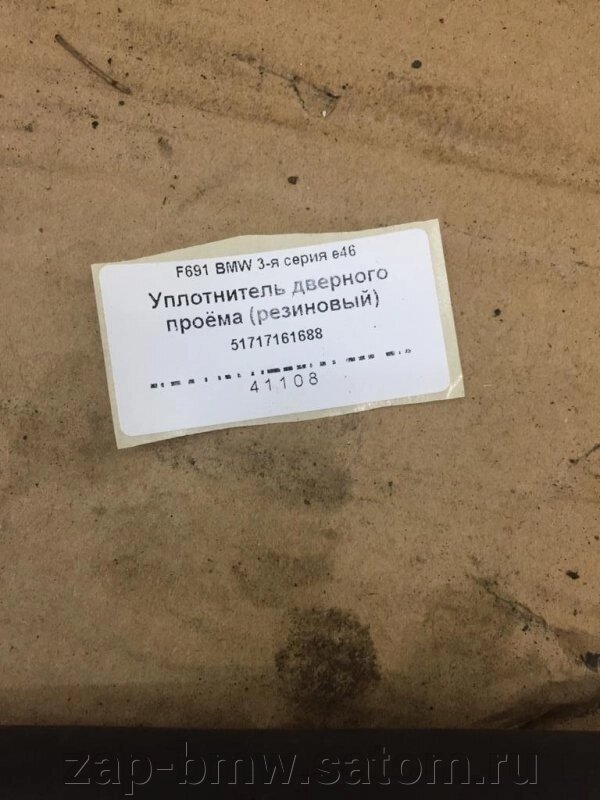 F691 BMW 3-я серия e46
Уплотнитель дверного
проёма (резиновый)
51717161688
41108
zap-bmw.satom.ru